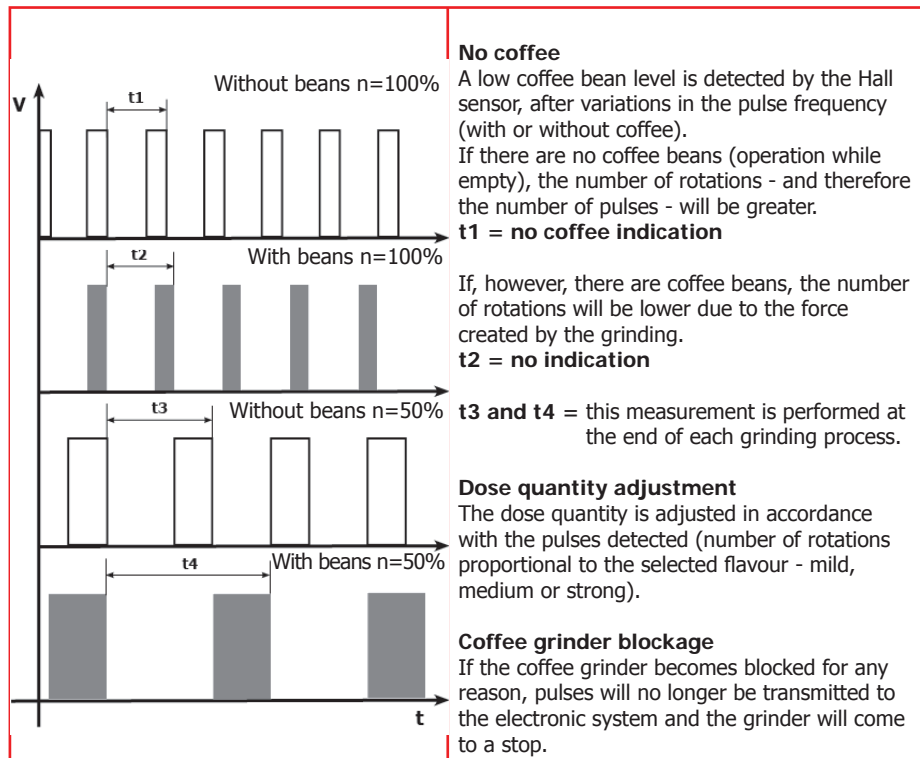 Without beans n=100%
V
t1
With beans n=100%
t2
Without beans n=50%
t3
With beans n=50%
t4
t
No coffee
A low coffee bean level is detected by the Hall
sensor, after variations in the pulse frequency
(with or without coffee).
If there are no coffee beans (operation while
empty), the number of rotations - and therefore
the number of pulses - will be greater.
t1 = no coffee indication
If, however, there are coffee beans, the number
of rotations will be lower due to the force
created by the grinding.
t2 = no indication
t3 and t4 = this measurement is performed at
the end of each grinding process.
Dose quantity adjustment
The dose quantity is adjusted in accordance
with the pulses detected (number of rotations
proportional to the selected flavour - mild,
medium or strong).
Coffee grinder blockage
If the coffee grinder becomes blocked for any
reason, pulses will no longer be transmitted to
the electronic system and the grinder will come
to a stop.